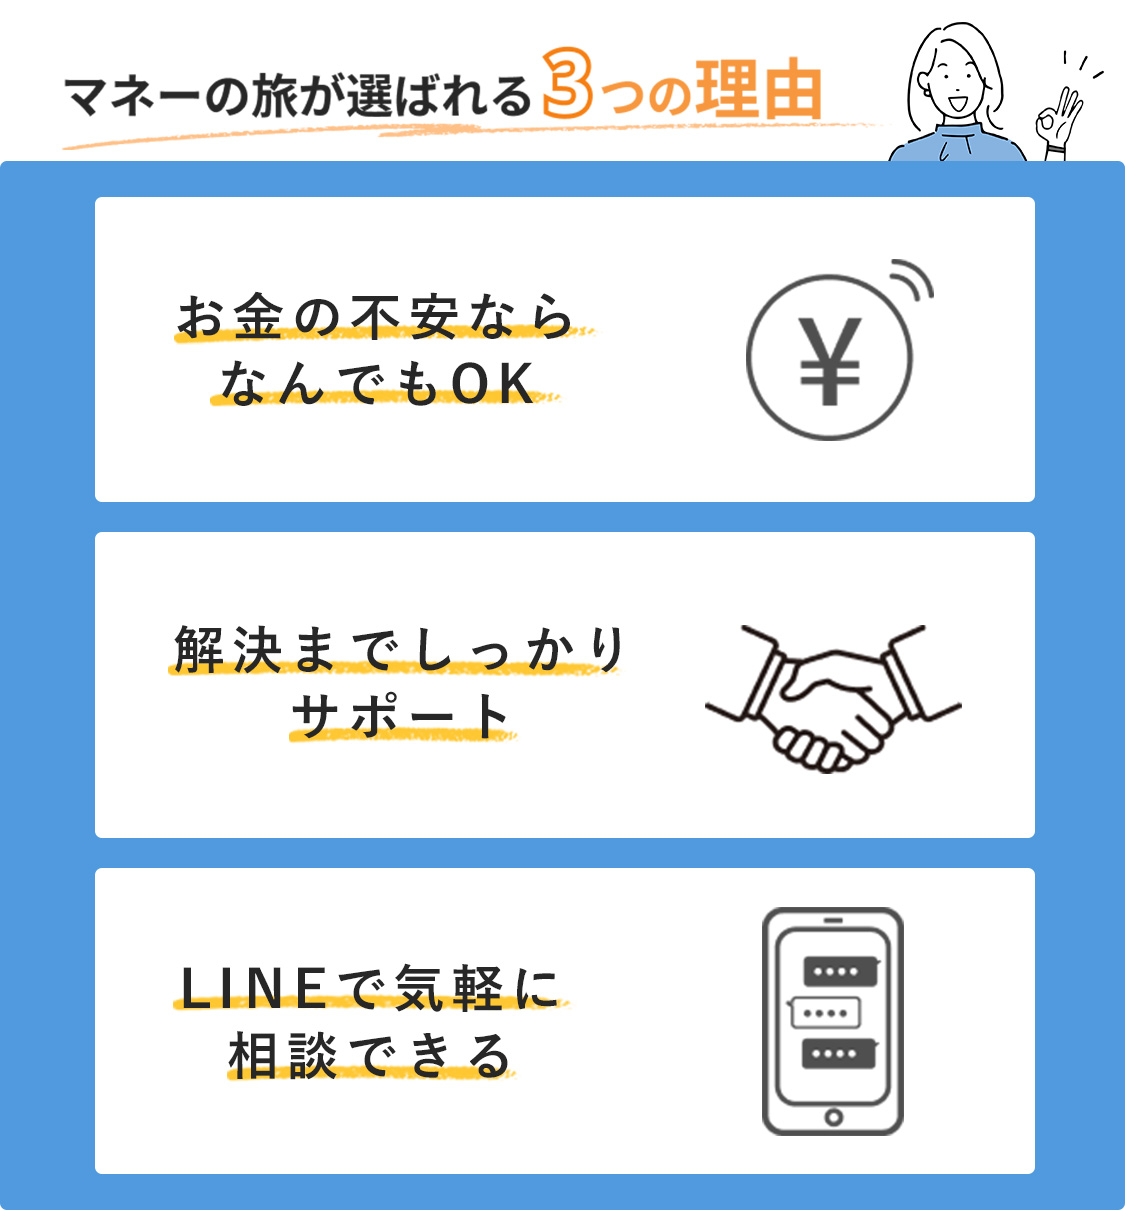 マネーの旅が選ばれる3つの理由
お金の不安なら
なんでもOK
¥
解決までしっかり
サポート
LINEで気軽に
相談できる